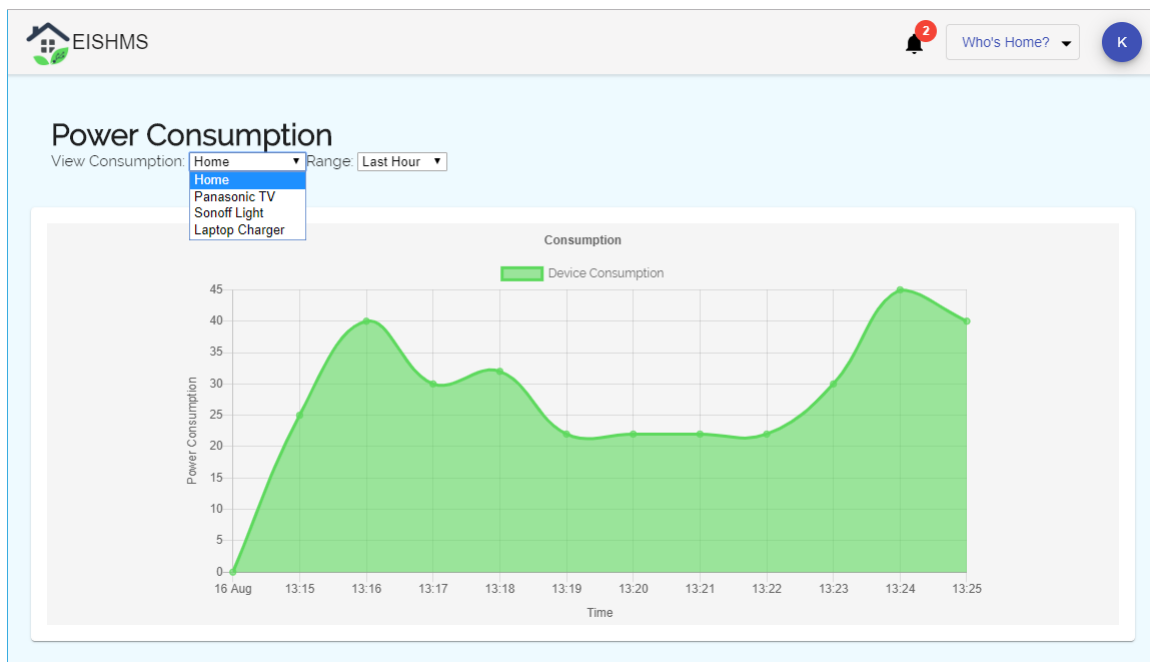 EISHMS
2
Who's Home?
K
Power Consumption
View Consumption: Home Range: Last Hour
Home
Panasonic TV
Sonoff Light
Laptop Charger
Consumption
Device Consumption
45
40
35
30
25
20
15
10
5
0
Power Consumption
16 Aug 13:15 13:16 13:17 13:18 13:19 13:20 13:21 13:22 13:23 13:24 13:25
Time